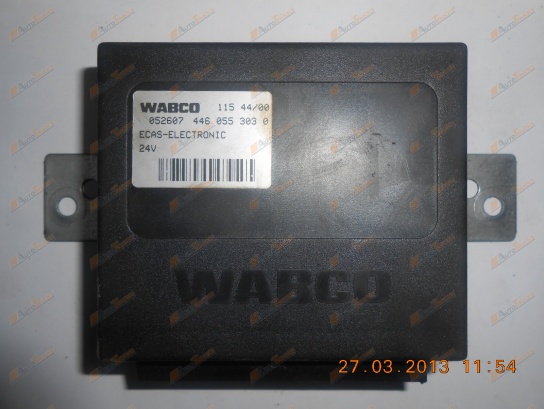 WABCO 115 44/00
052607 446 055 303 0
ECAS-ELECTRONIC
24V
WABCO
27.03.2013 11:54